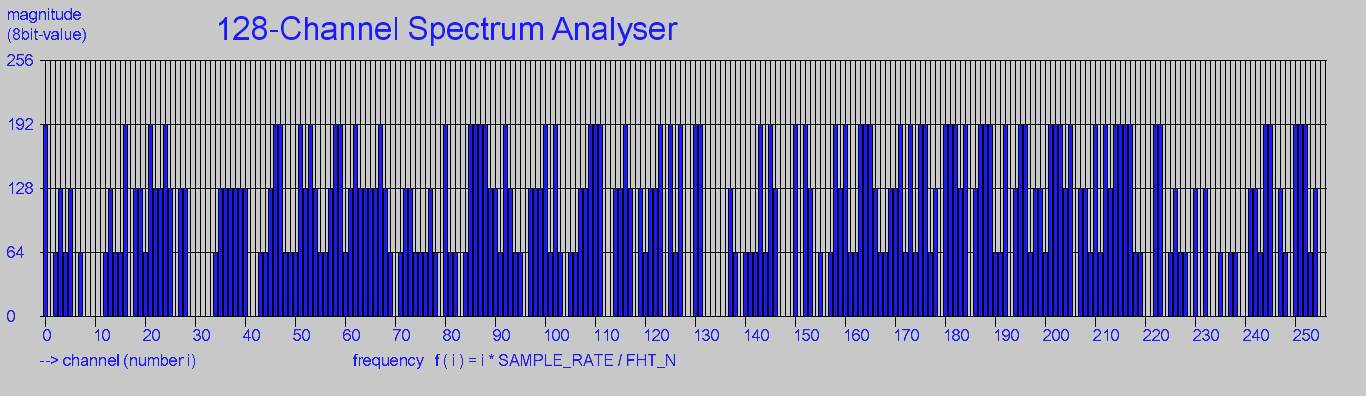 magnitude
(8bit-value)
128-Channel Spectrum Analyser
256
192
128
64
0
0 10 20 30 40 50 60 70 80 90 100 110 120 130 140 150 160 170 180 190 200 210 220 230 240 250
--> channel (number i)
frequency f ( i ) = i * SAMPLE_RATE / FHT_N